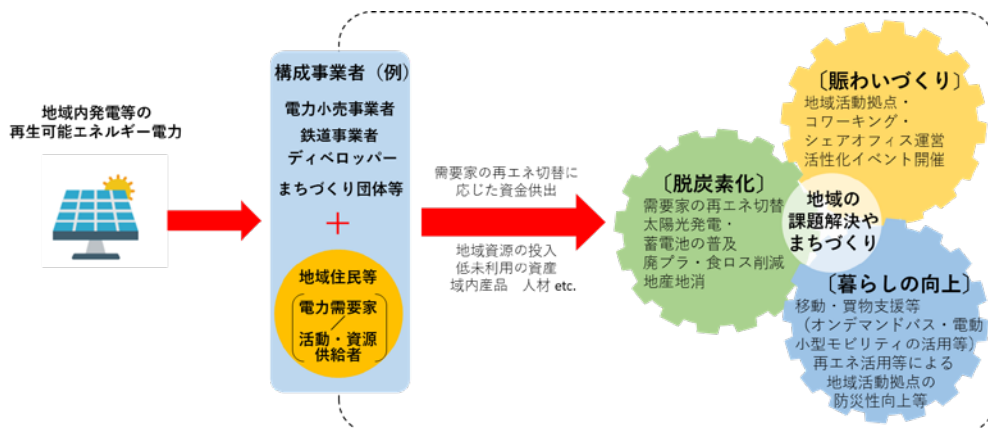 地域内発電等の
再生可能エネルギー電力
構成事業者（例）
電力小売事業者
鉄道事業者
ディベロッパー
まちづくり団体等
＋
地域住民等
電力需要家
／
活動・資源
供給者
需要家の再エネ切替に
応じた資金供出
地域資源の投入
低未利用の資産
域内産品　人材 etc.
〔脱炭素化〕
需要家の再エネ切替
太陽光発電・
蓄電池の普及
廃プラ・食ロス削減
地産地消
〔賑わいづくり〕
地域活動拠点・
コワーキング・
シェアオフィス運営
活性化イベント開催
地域の
課題解決や
まちづくり
〔暮らしの向上〕
移動・買物支援等
（オンデマンドバス・電動
小型モビリティの活用等）
再エネ活用等による
地域活動拠点の
防災性向上等